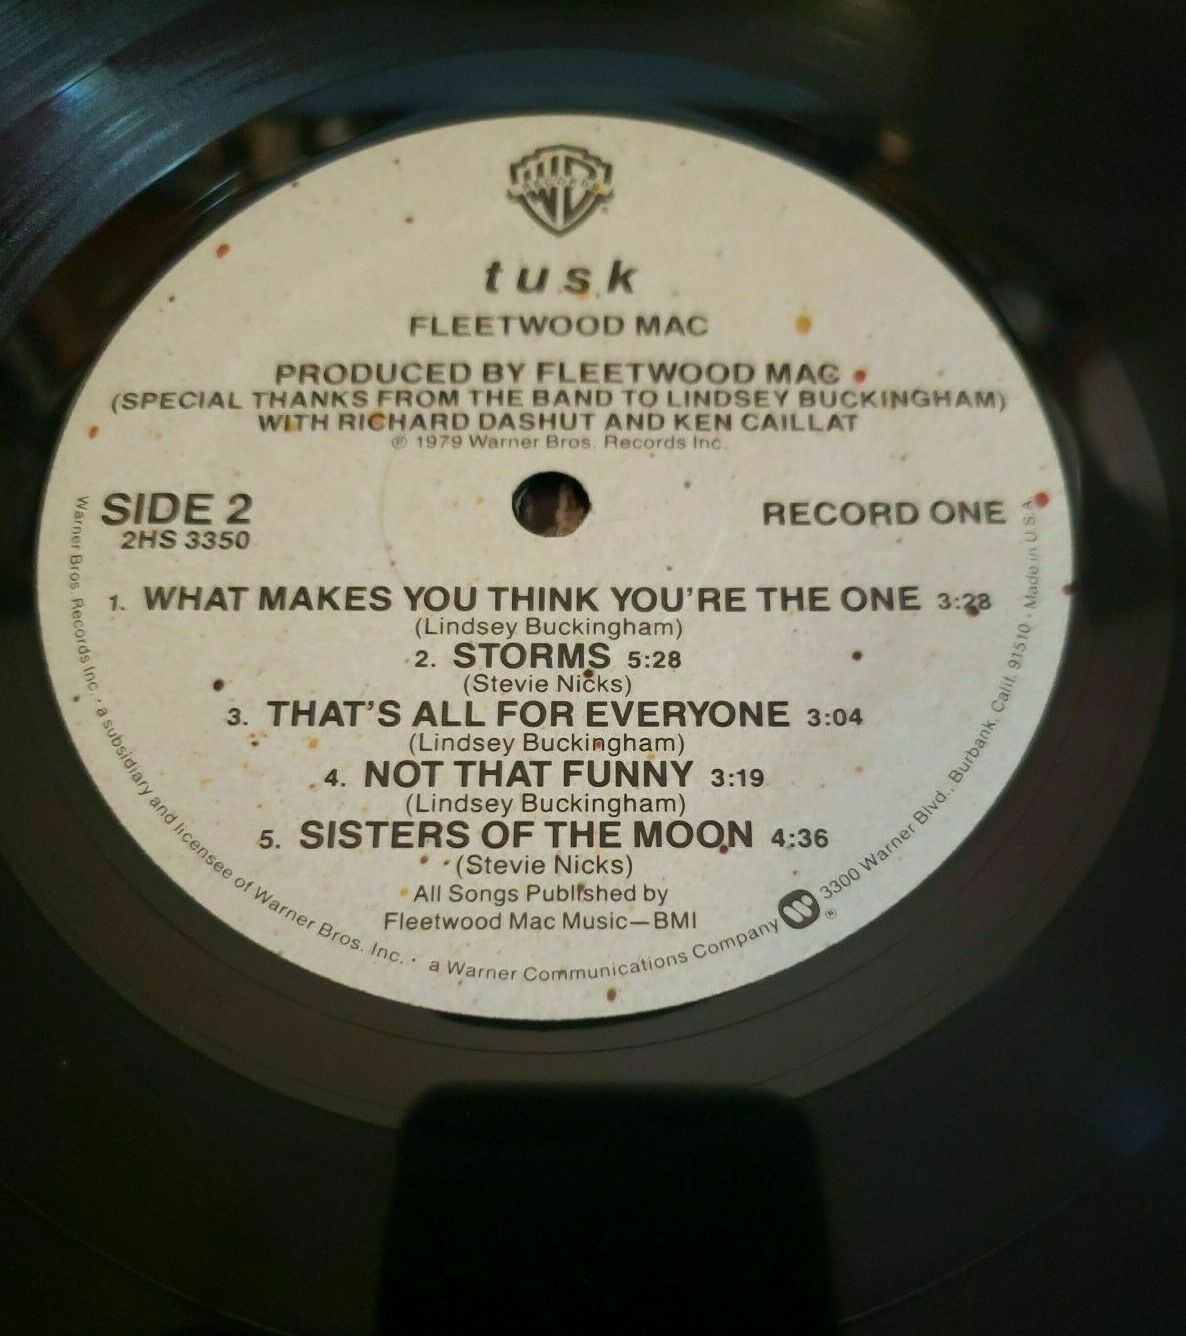 tusk
FLEETWOOD MAC
PRODUCED BY FLEETWOOD MAC
(SPECIAL THANKS FROM THE BAND TO LINDSEY BUCKINGHAM)
WITH RICHARD DASHUT AND KEN CAILLAT
℗ 1979 Warner Bros. Records Inc.
SIDE 2
2HS 3350
RECORD ONE
1. WHAT MAKES YOU THINK YOU'RE THE ONE 3:28
(Lindsey Buckingham)
2. STORMS 5:28
(Stevie Nicks)
3. THAT'S ALL FOR EVERYONE 3:04
(Lindsey Buckingham)
4. NOT THAT FUNNY 3:19
(Lindsey Buckingham)
5. SISTERS OF THE MOON 4:36
(Stevie Nicks)
All Songs Published by
Fleetwood Mac Music—BMI
Warner Bros. Records Inc. · a subsidiary and licensee of Warner Bros. Inc. · a Warner Communications Company ® 3300 Warner Blvd., Burbank, Calif. 91510 · Made in U.S.A.